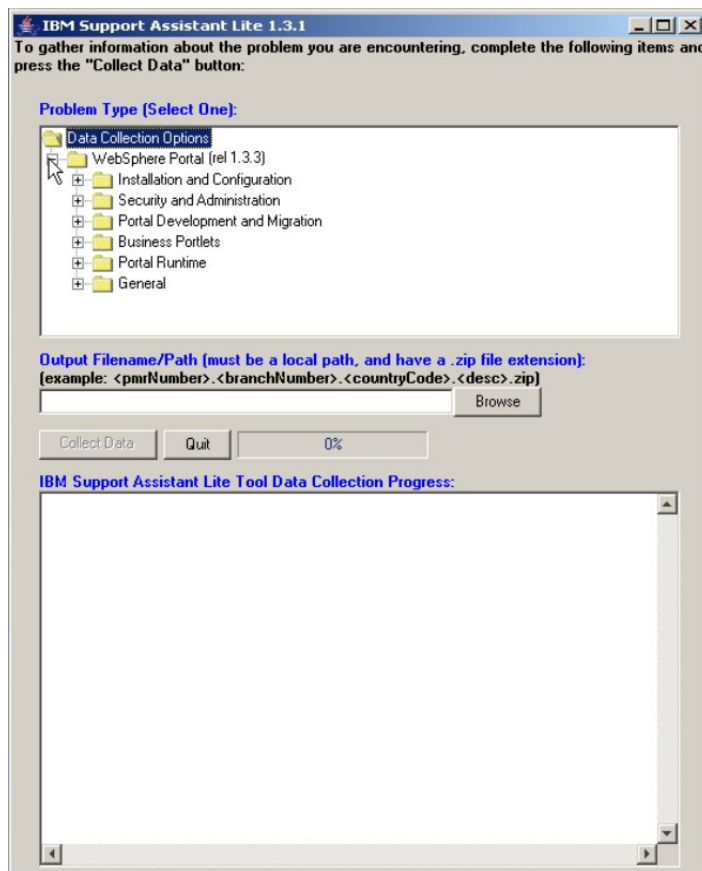 IBM Support Assistant Lite 1.3.1
To gather information about the problem you are encountering, complete the following items and
press the "Collect Data" button:
Problem Type (Select One):
Data Collection Options
WebSphere Portal (rel 1.3.3)
Installation and Configuration
Security and Administration
Portal Development and Migration
Business Portlets
Portal Runtime
General
Output Filename/Path (must be a local path, and have a .zip file extension):
(example: <pmrNumber>.<branchNumber>.<countryCode>.<desc>.zip)
Browse
Collect Data Quit 0%
IBM Support Assistant Lite Tool Data Collection Progress: